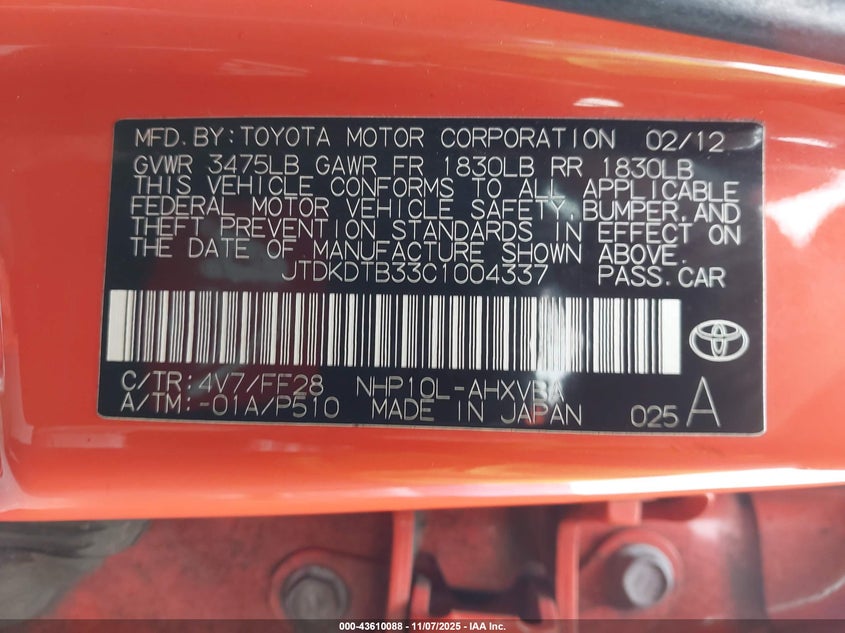 MFD. BY: TOYOTA MOTOR CORPORATION 02/12
GVWR 3475LB GAWR FR 1830LB RR 1830LB
THIS VEHICLE CONFORMS TO ALL APPLICABLE
FEDERAL MOTOR VEHICLE SAFETY, BUMPER, AND
THEFT PREVENTION STANDARDS IN EFFECT ON
THE DATE OF MANUFACTURE SHOWN ABOVE.
JTDKDTB33C1004337 PASS. CAR
C/TR: 4V7/FF28 NHP10L-AHXVBA
A/TM: -01A/P510 MADE IN JAPAN 025 A
000-43610088 - 11/07/2025 - IAA Inc.